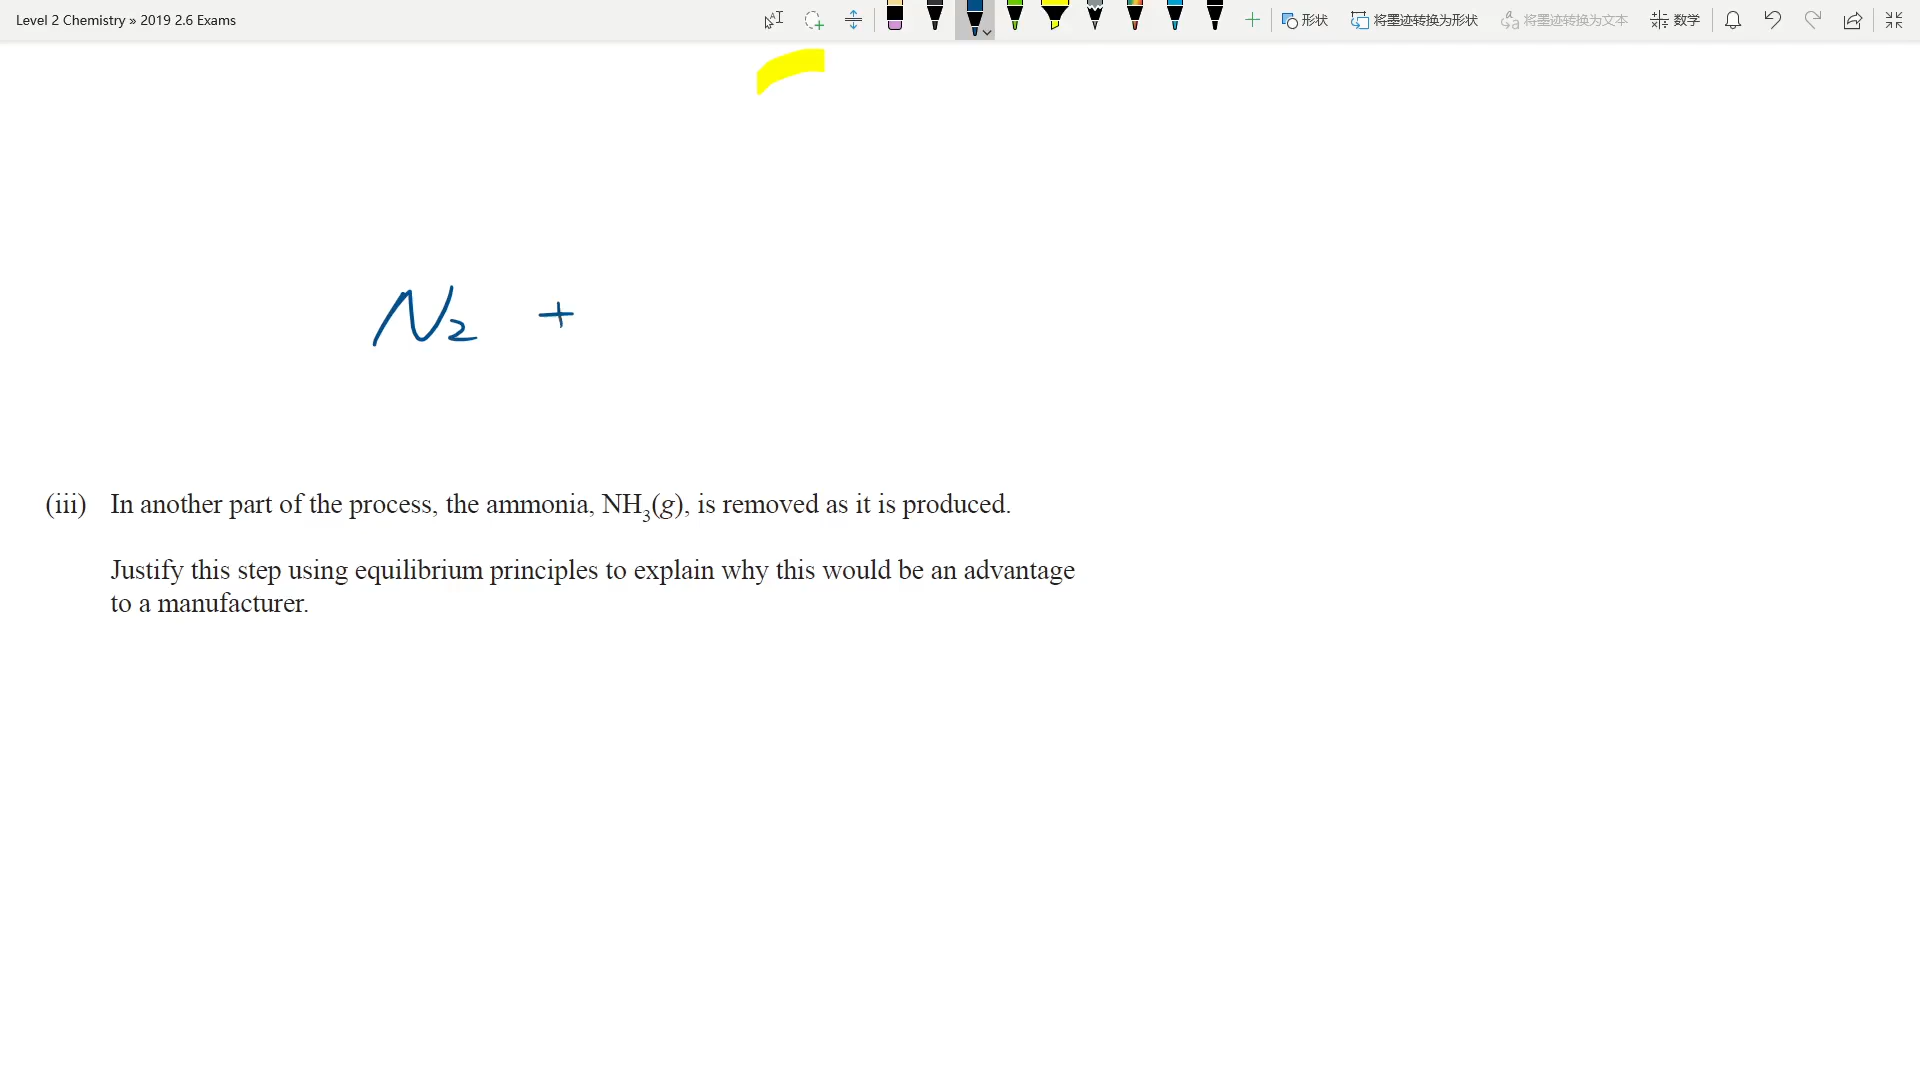 Level 2 Chemistry » 2019 2.6 Exams
形状
将墨迹转换为形状
将墨迹转换为文本
数学
N₂ +
(iii) In another part of the process, the ammonia, NH₃(g), is removed as it is produced.
Justify this step using equilibrium principles to explain why this would be an advantage
to a manufacturer.